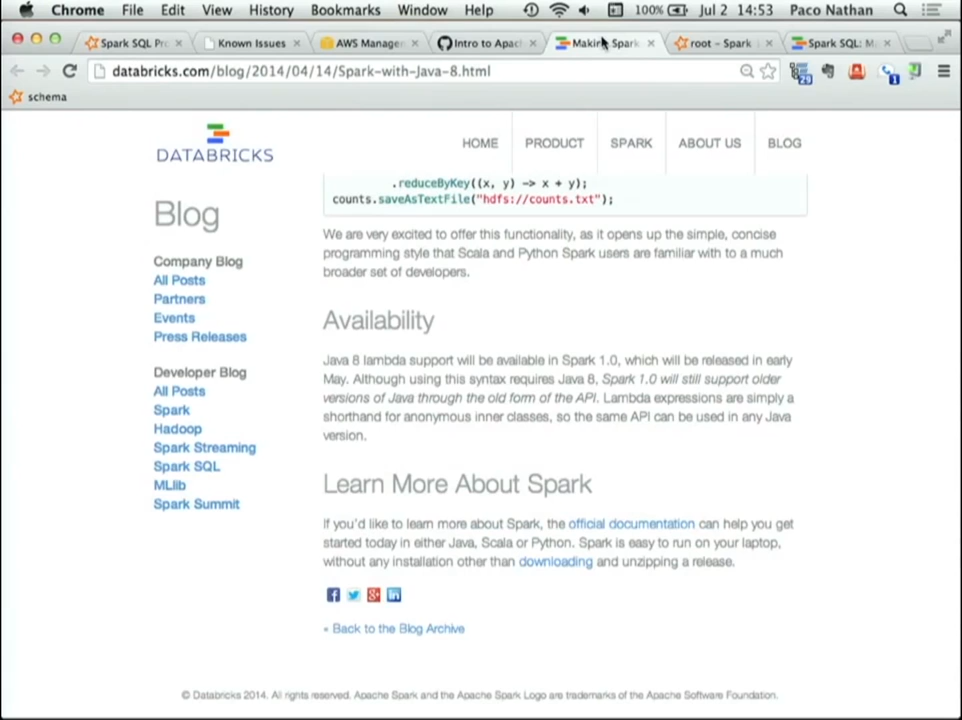 Chrome File Edit View History Bookmarks Window Help 100% Jul 2 14:53 Paco Nathan
Spark SQL Pro × Known Issues × AWS Manager × Intro to Apac × Making Spark × root – Spark × Spark SQL: M ×
databricks.com/blog/2014/04/14/Spark-with-Java-8.html
29 1
schema
DATABRICKS
HOME PRODUCT SPARK ABOUT US BLOG
.reduceByKey((x, y) -> x + y);
counts.saveAsTextFile("hdfs://counts.txt");
Blog
Company Blog
All Posts
Partners
Events
Press Releases
Developer Blog
All Posts
Spark
Hadoop
Spark Streaming
Spark SQL
MLlib
Spark Summit
We are very excited to offer this functionality, as it opens up the simple, concise
programming style that Scala and Python Spark users are familiar with to a much
broader set of developers.
Availability
Java 8 lambda support will be available in Spark 1.0, which will be released in early
May. Although using this syntax requires Java 8, Spark 1.0 will still support older
versions of Java through the old form of the API. Lambda expressions are simply a
shorthand for anonymous inner classes, so the same API can be used in any Java
version.
Learn More About Spark
If you'd like to learn more about Spark, the official documentation can help you get
started today in either Java, Scala or Python. Spark is easy to run on your laptop,
without any installation other than downloading and unzipping a release.
« Back to the Blog Archive
© Databricks 2014. All rights reserved. Apache Spark and the Apache Spark Logo are trademarks of the Apache Software Foundation.